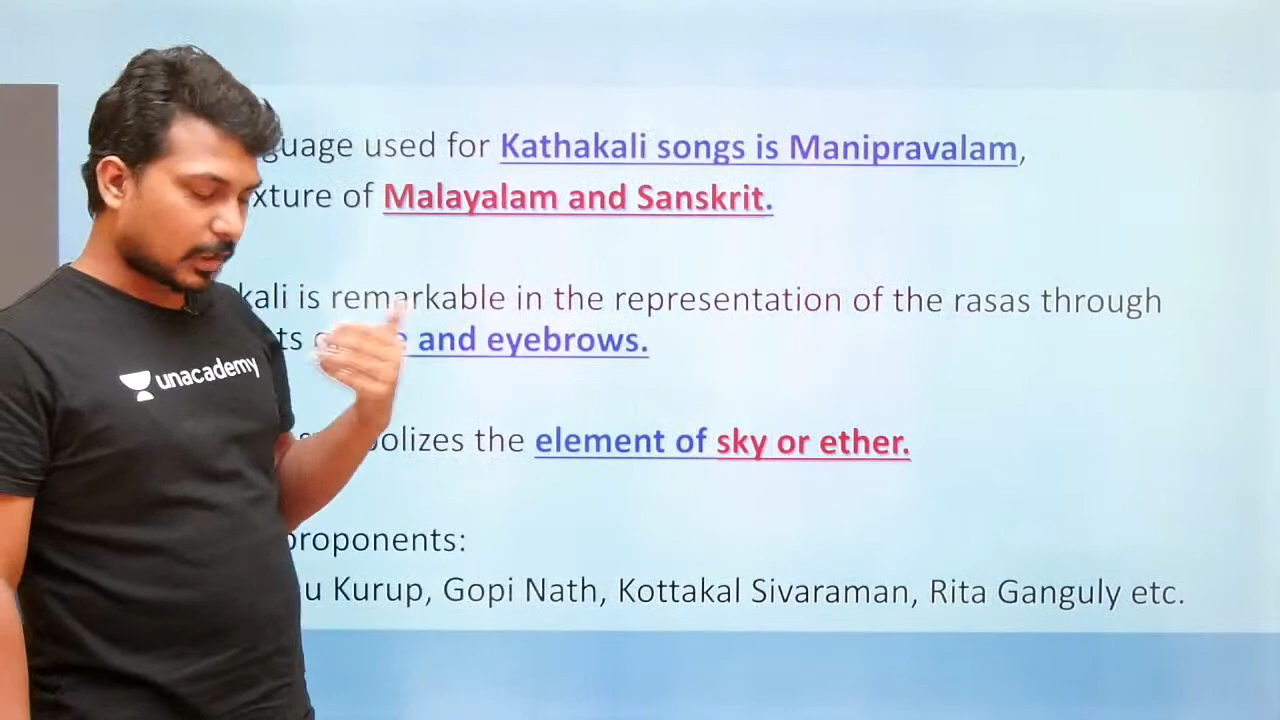 guage used for Kathakali songs is Manipravalam,
xture of Malayalam and Sanskrit.
kali is remarkable in the representation of the rasas through
and eyebrows.
olizes the element of sky or ether.
proponents:
u Kurup, Gopi Nath, Kottakal Sivaraman, Rita Ganguly etc.
unacademy